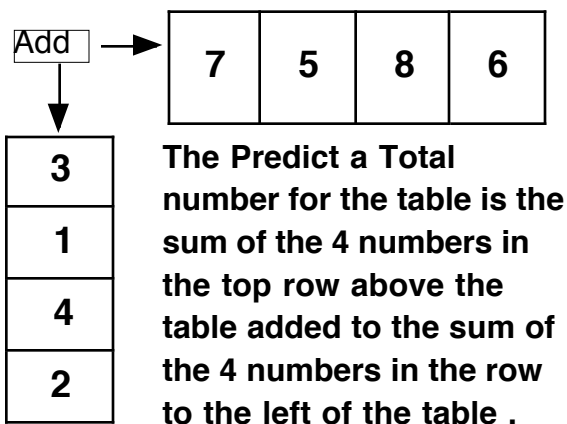 Add
7 5 8 6
3
1
4
2
The Predict a Total
number for the table is the
sum of the 4 numbers in
the top row above the
table added to the sum of
the 4 numbers in the row
to the left of the table .